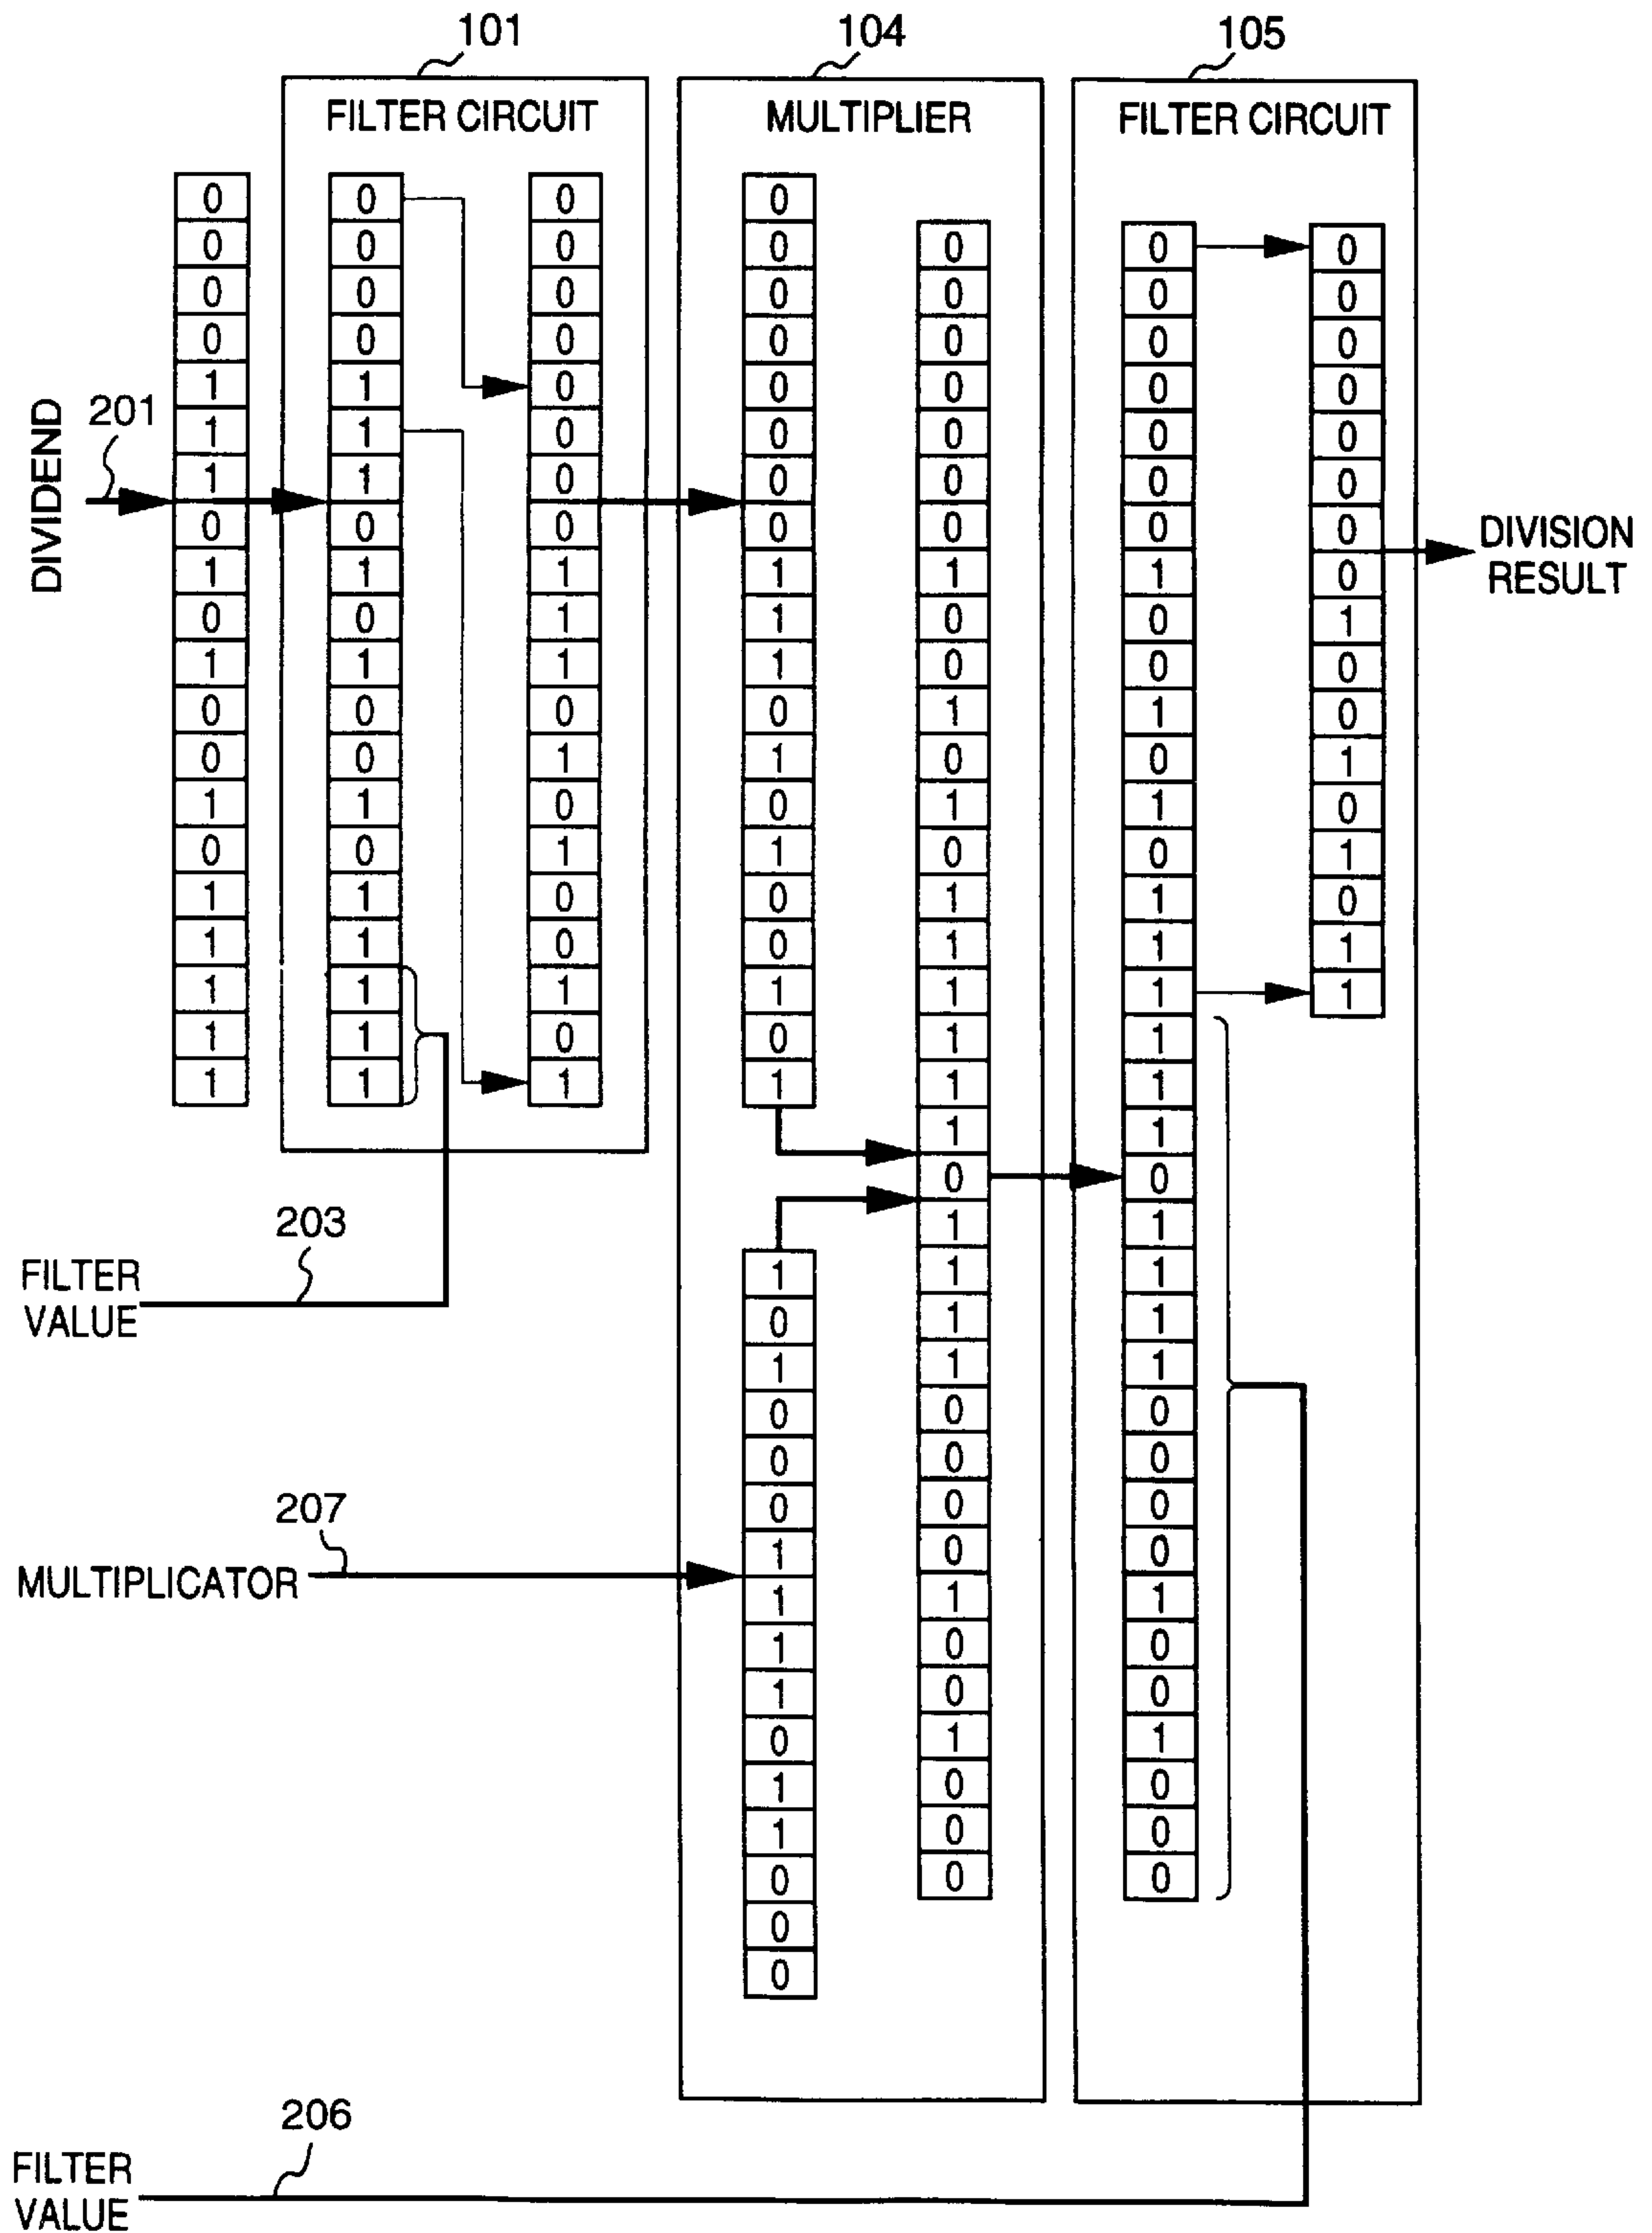 101
104
105
FILTER CIRCUIT
MULTIPLIER
FILTER CIRCUIT
DIVIDEND
201
0 0 0 0 1 1 1 0 1 0 1 0 0 1 0 1 1 1 1 1
0 0 0 0 1 1 1 0 1 0 1 0 0 1 0 1 1 1 1 1
0 0 0 0 0 0 0 0 1 1 1 0 1 0 1 0 0 1 0 1
0 0 0 0 0 0 0 0 1 1 1 0 1 0 1 0 0 1 0 1
0 0 0 0 0 0 0 1 0 0 1 0 1 0 1 1 1 1 1 1 0 1 1 1 1 0 0 0 0 1 0 0 1 0 0 0
0 0 0 0 0 0 0 1 0 0 1 0 1 0 1 1 1 1 1 1 0 1 1 1 1 0 0 0 0 1 0 0 1 0 0 0
0 0 0 0 0 0 0 0 1 0 0 1 0 1 0 1 1
DIVISION
RESULT
203
FILTER
VALUE
207
MULTIPLICATOR
1 0 1 0 0 0 1 1 1 1 0 1 1 0 0 0
206
FILTER
VALUE